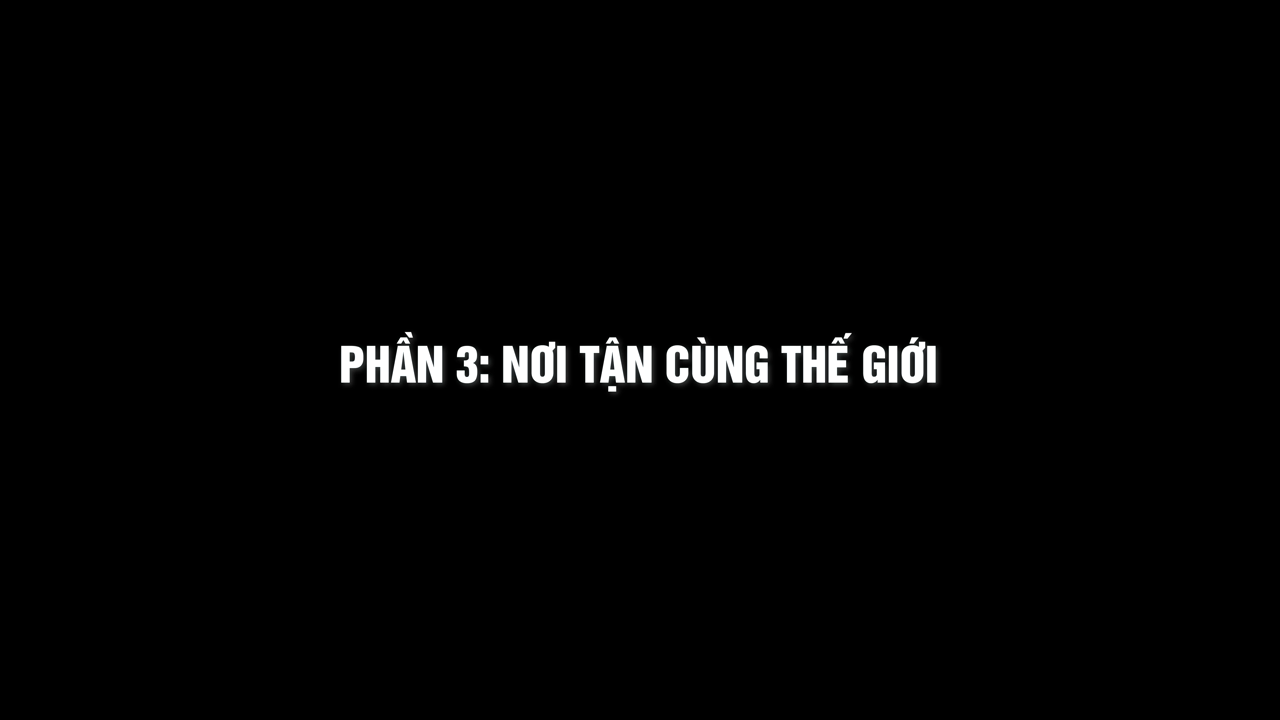 PHẦN 3: NƠI TẬN CÙNG THẾ GIỚI